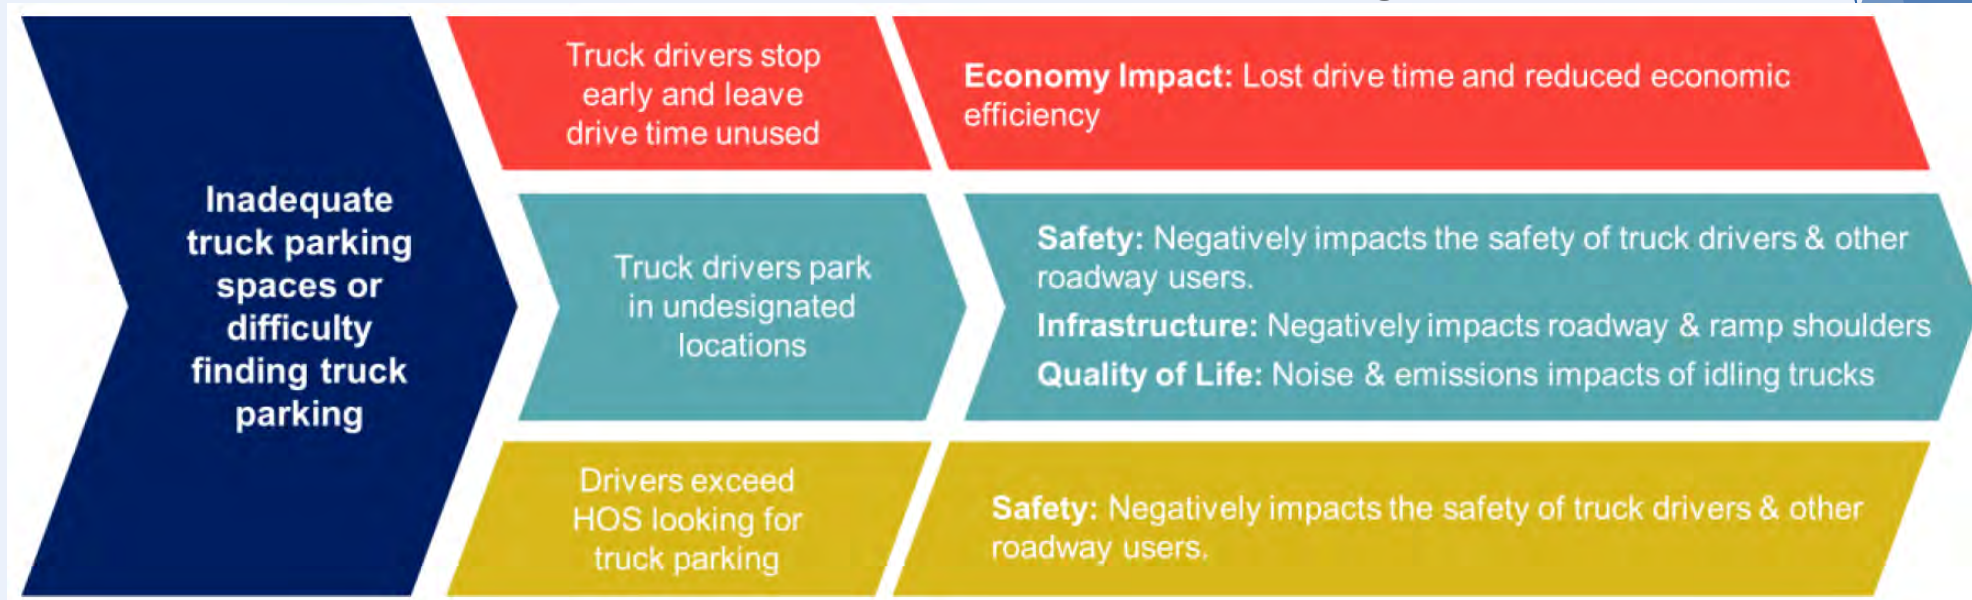 Inadequate
truck parking
spaces or
difficulty
finding truck
parking
Truck drivers stop
early and leave
drive time unused
Economy Impact: Lost drive time and reduced economic
efficiency
Truck drivers park
in undesignated
locations
Safety: Negatively impacts the safety of truck drivers & other
roadway users.
Infrastructure: Negatively impacts roadway & ramp shoulders
Quality of Life: Noise & emissions impacts of idling trucks
Drivers exceed
HOS looking for
truck parking
Safety: Negatively impacts the safety of truck drivers & other
roadway users.